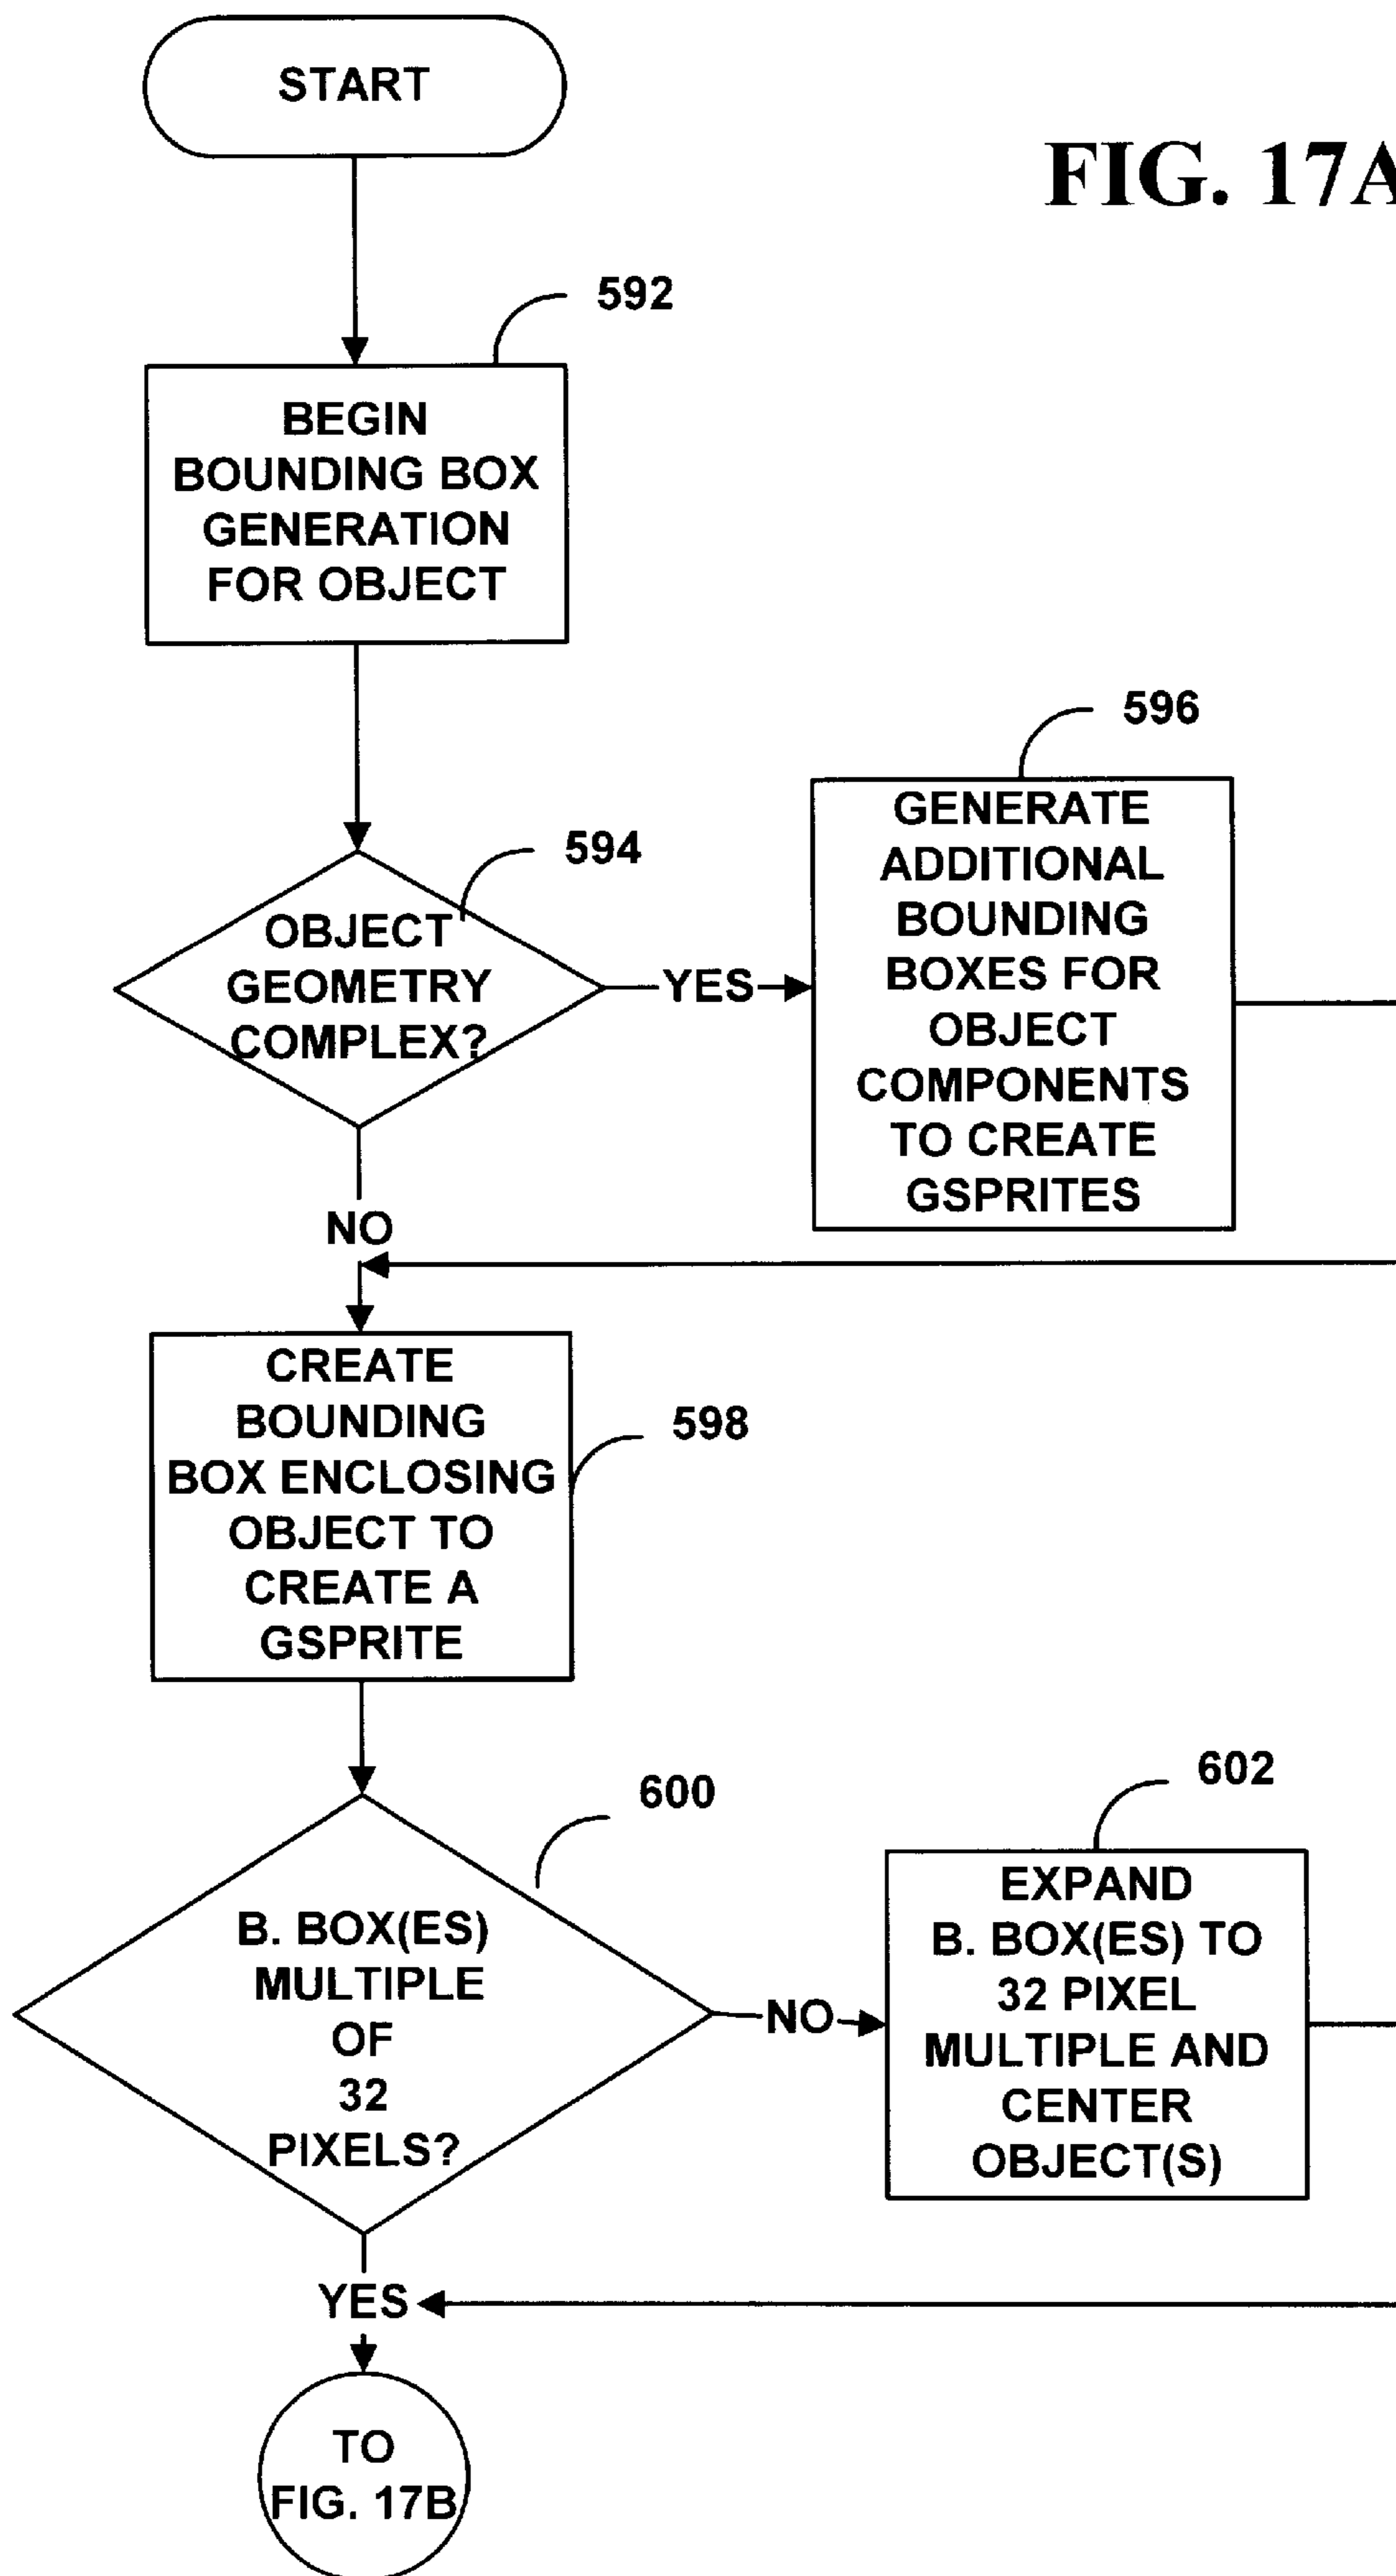 START
FIG. 17A
592
BEGIN
BOUNDING BOX
GENERATION
FOR OBJECT
594
OBJECT
GEOMETRY
COMPLEX?
YES
596
GENERATE
ADDITIONAL
BOUNDING
BOXES FOR
OBJECT
COMPONENTS
TO CREATE
GSPRITES
NO
CREATE
BOUNDING
BOX ENCLOSING
OBJECT TO
CREATE A
GSPRITE
598
600
B. BOX(ES)
MULTIPLE
OF
32
PIXELS?
NO
602
EXPAND
B. BOX(ES) TO
32 PIXEL
MULTIPLE AND
CENTER
OBJECT(S)
YES
TO
FIG. 17B